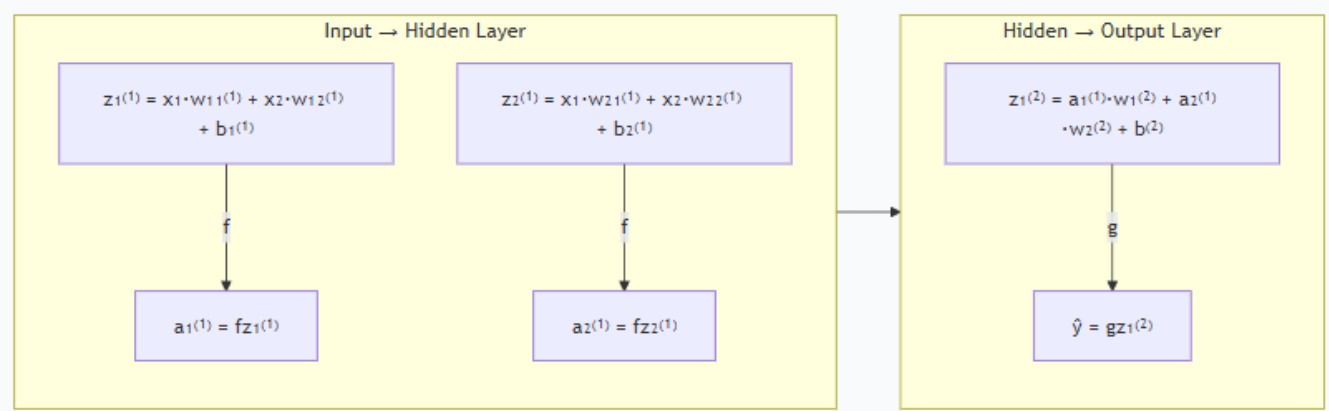 Input → Hidden Layer
z₁⁽¹⁾ = x₁·w₁₁⁽¹⁾ + x₂·w₁₂⁽¹⁾
+ b₁⁽¹⁾
z₂⁽¹⁾ = x₁·w₂₁⁽¹⁾ + x₂·w₂₂⁽¹⁾
+ b₂⁽¹⁾
f
f
a₁⁽¹⁾ = fz₁⁽¹⁾
a₂⁽¹⁾ = fz₂⁽¹⁾
Hidden → Output Layer
z₁⁽²⁾ = a₁⁽¹⁾·w₁⁽²⁾ + a₂⁽¹⁾
·w₂⁽²⁾ + b⁽²⁾
g
ŷ = gz₁⁽²⁾